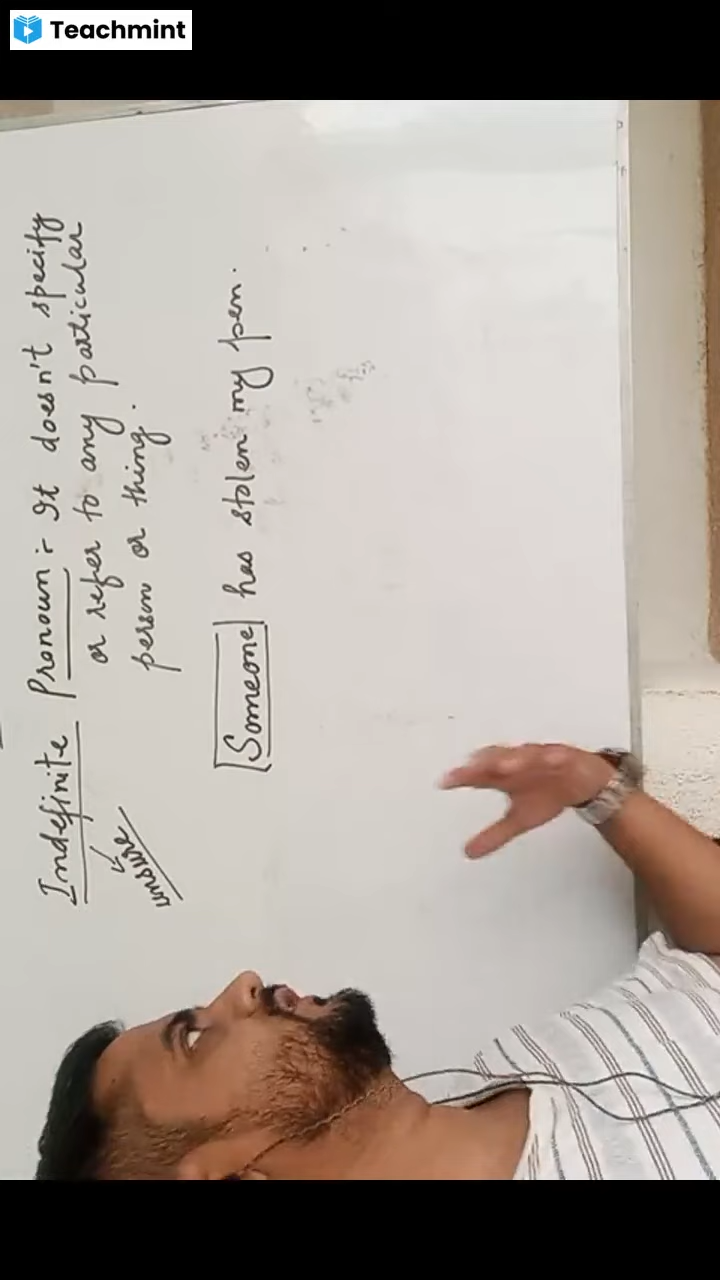 Teachmint
Indefinite Pronoun :- It doesn't specify
or refer to any particular
person or thing.
unsure
Someone has stolen my pen.